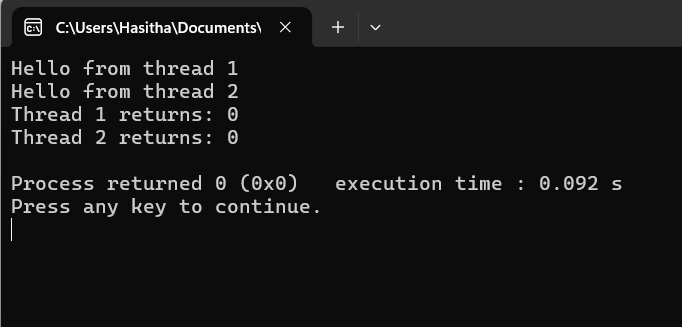 C:\Users\Hasitha\Documents\
Hello from thread 1
Hello from thread 2
Thread 1 returns: 0
Thread 2 returns: 0
Process returned 0 (0x0)   execution time : 0.092 s
Press any key to continue.